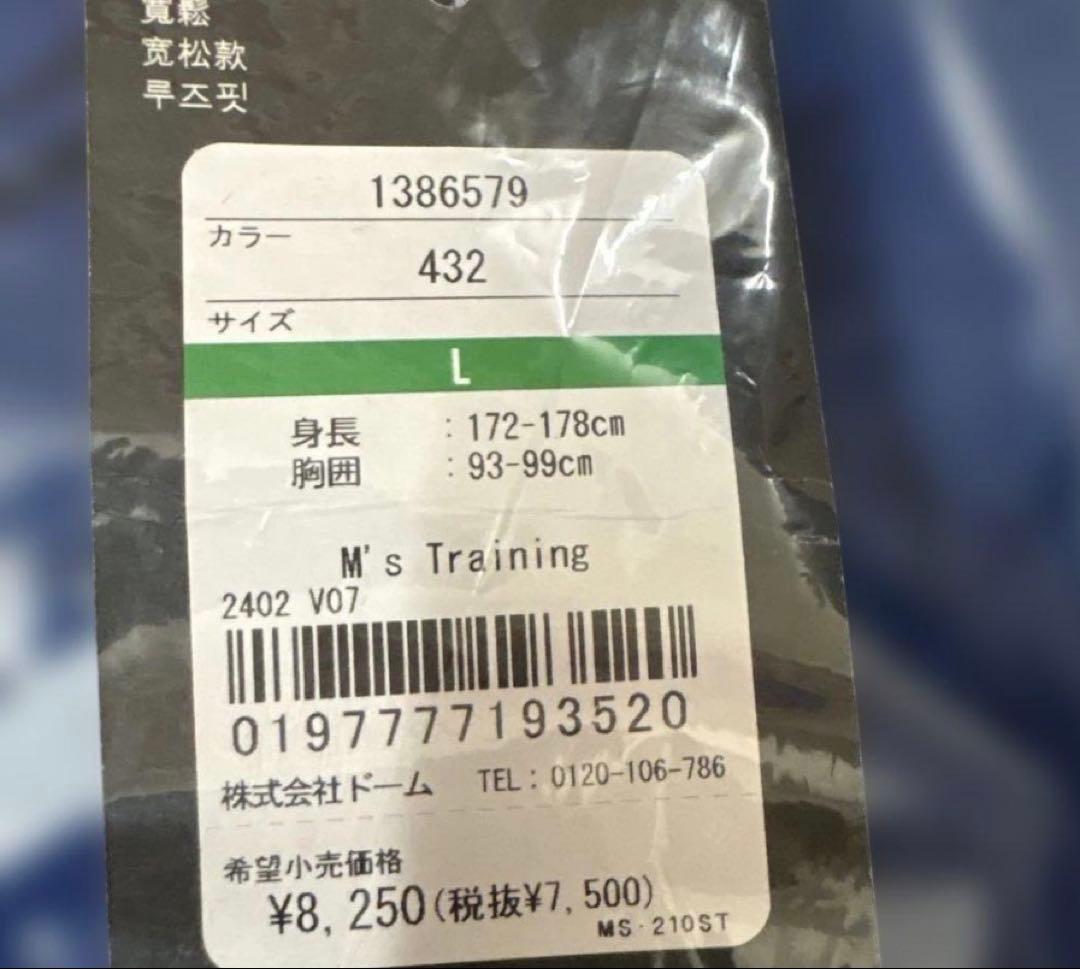 寬鬆
宽松款
루즈핏
1386579
カラー
432
サイズ
L
身長 : 172-178cm
胸囲 : 93-99cm
M's Training
2402 V07
0197777193520
株式会社ドーム TEL: 0120-106-786
希望小売価格
¥8,250(税抜¥7,500)
MS-210ST